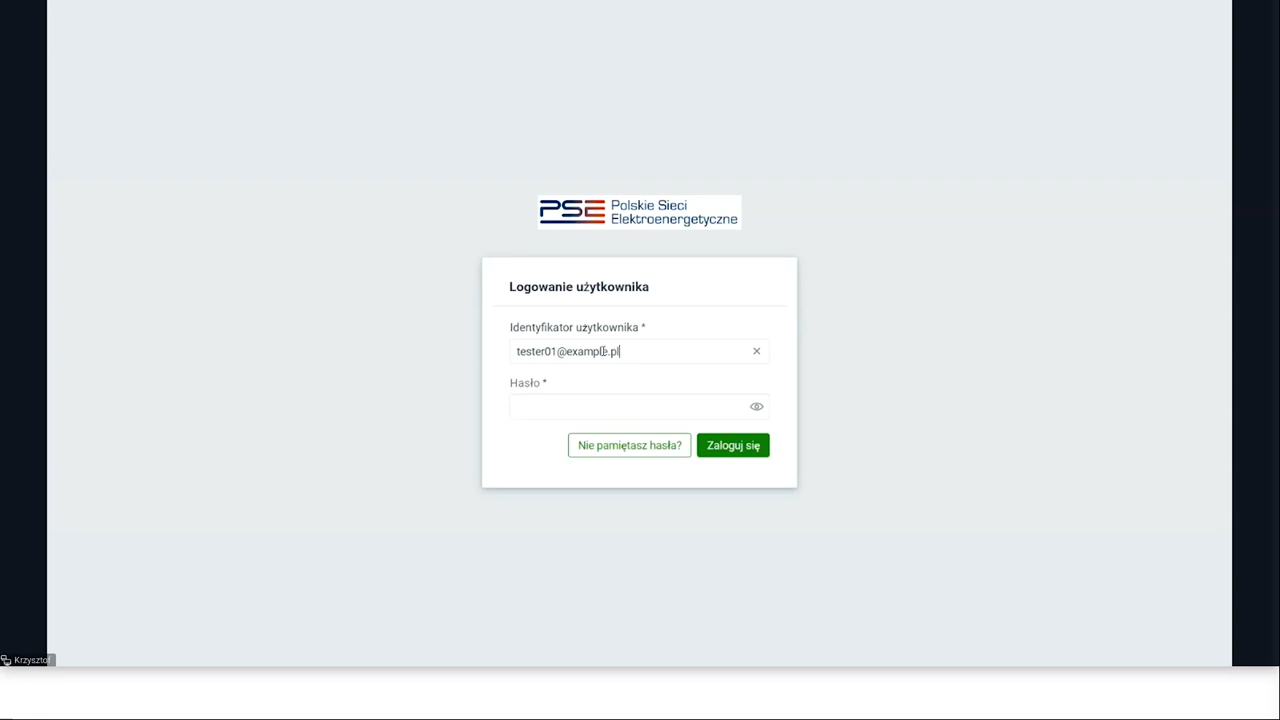 PSE Polskie Sieci
Elektroenergetyczne
Logowanie użytkownika
Identyfikator użytkownika *
tester01@example.pl
Hasło *
Nie pamiętasz hasła?
Zaloguj się
Krzysztof